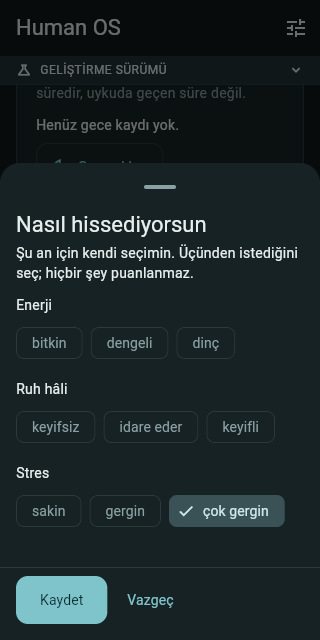 Human OS
GELİŞTİRME SÜRÜMÜ
süredir, uykuda geçen süre değil.
Henüz gece kaydı yok.
Nasıl hissediyorsun
Şu an için kendi seçimin. Üçünden istediğini
seç; hiçbir şey puanlanmaz.
Enerji
bitkin
dengeli
dinç
Ruh hâli
keyifsiz
idare eder
keyifli
Stres
sakin
gergin
çok gergin
Kaydet
Vazgeç